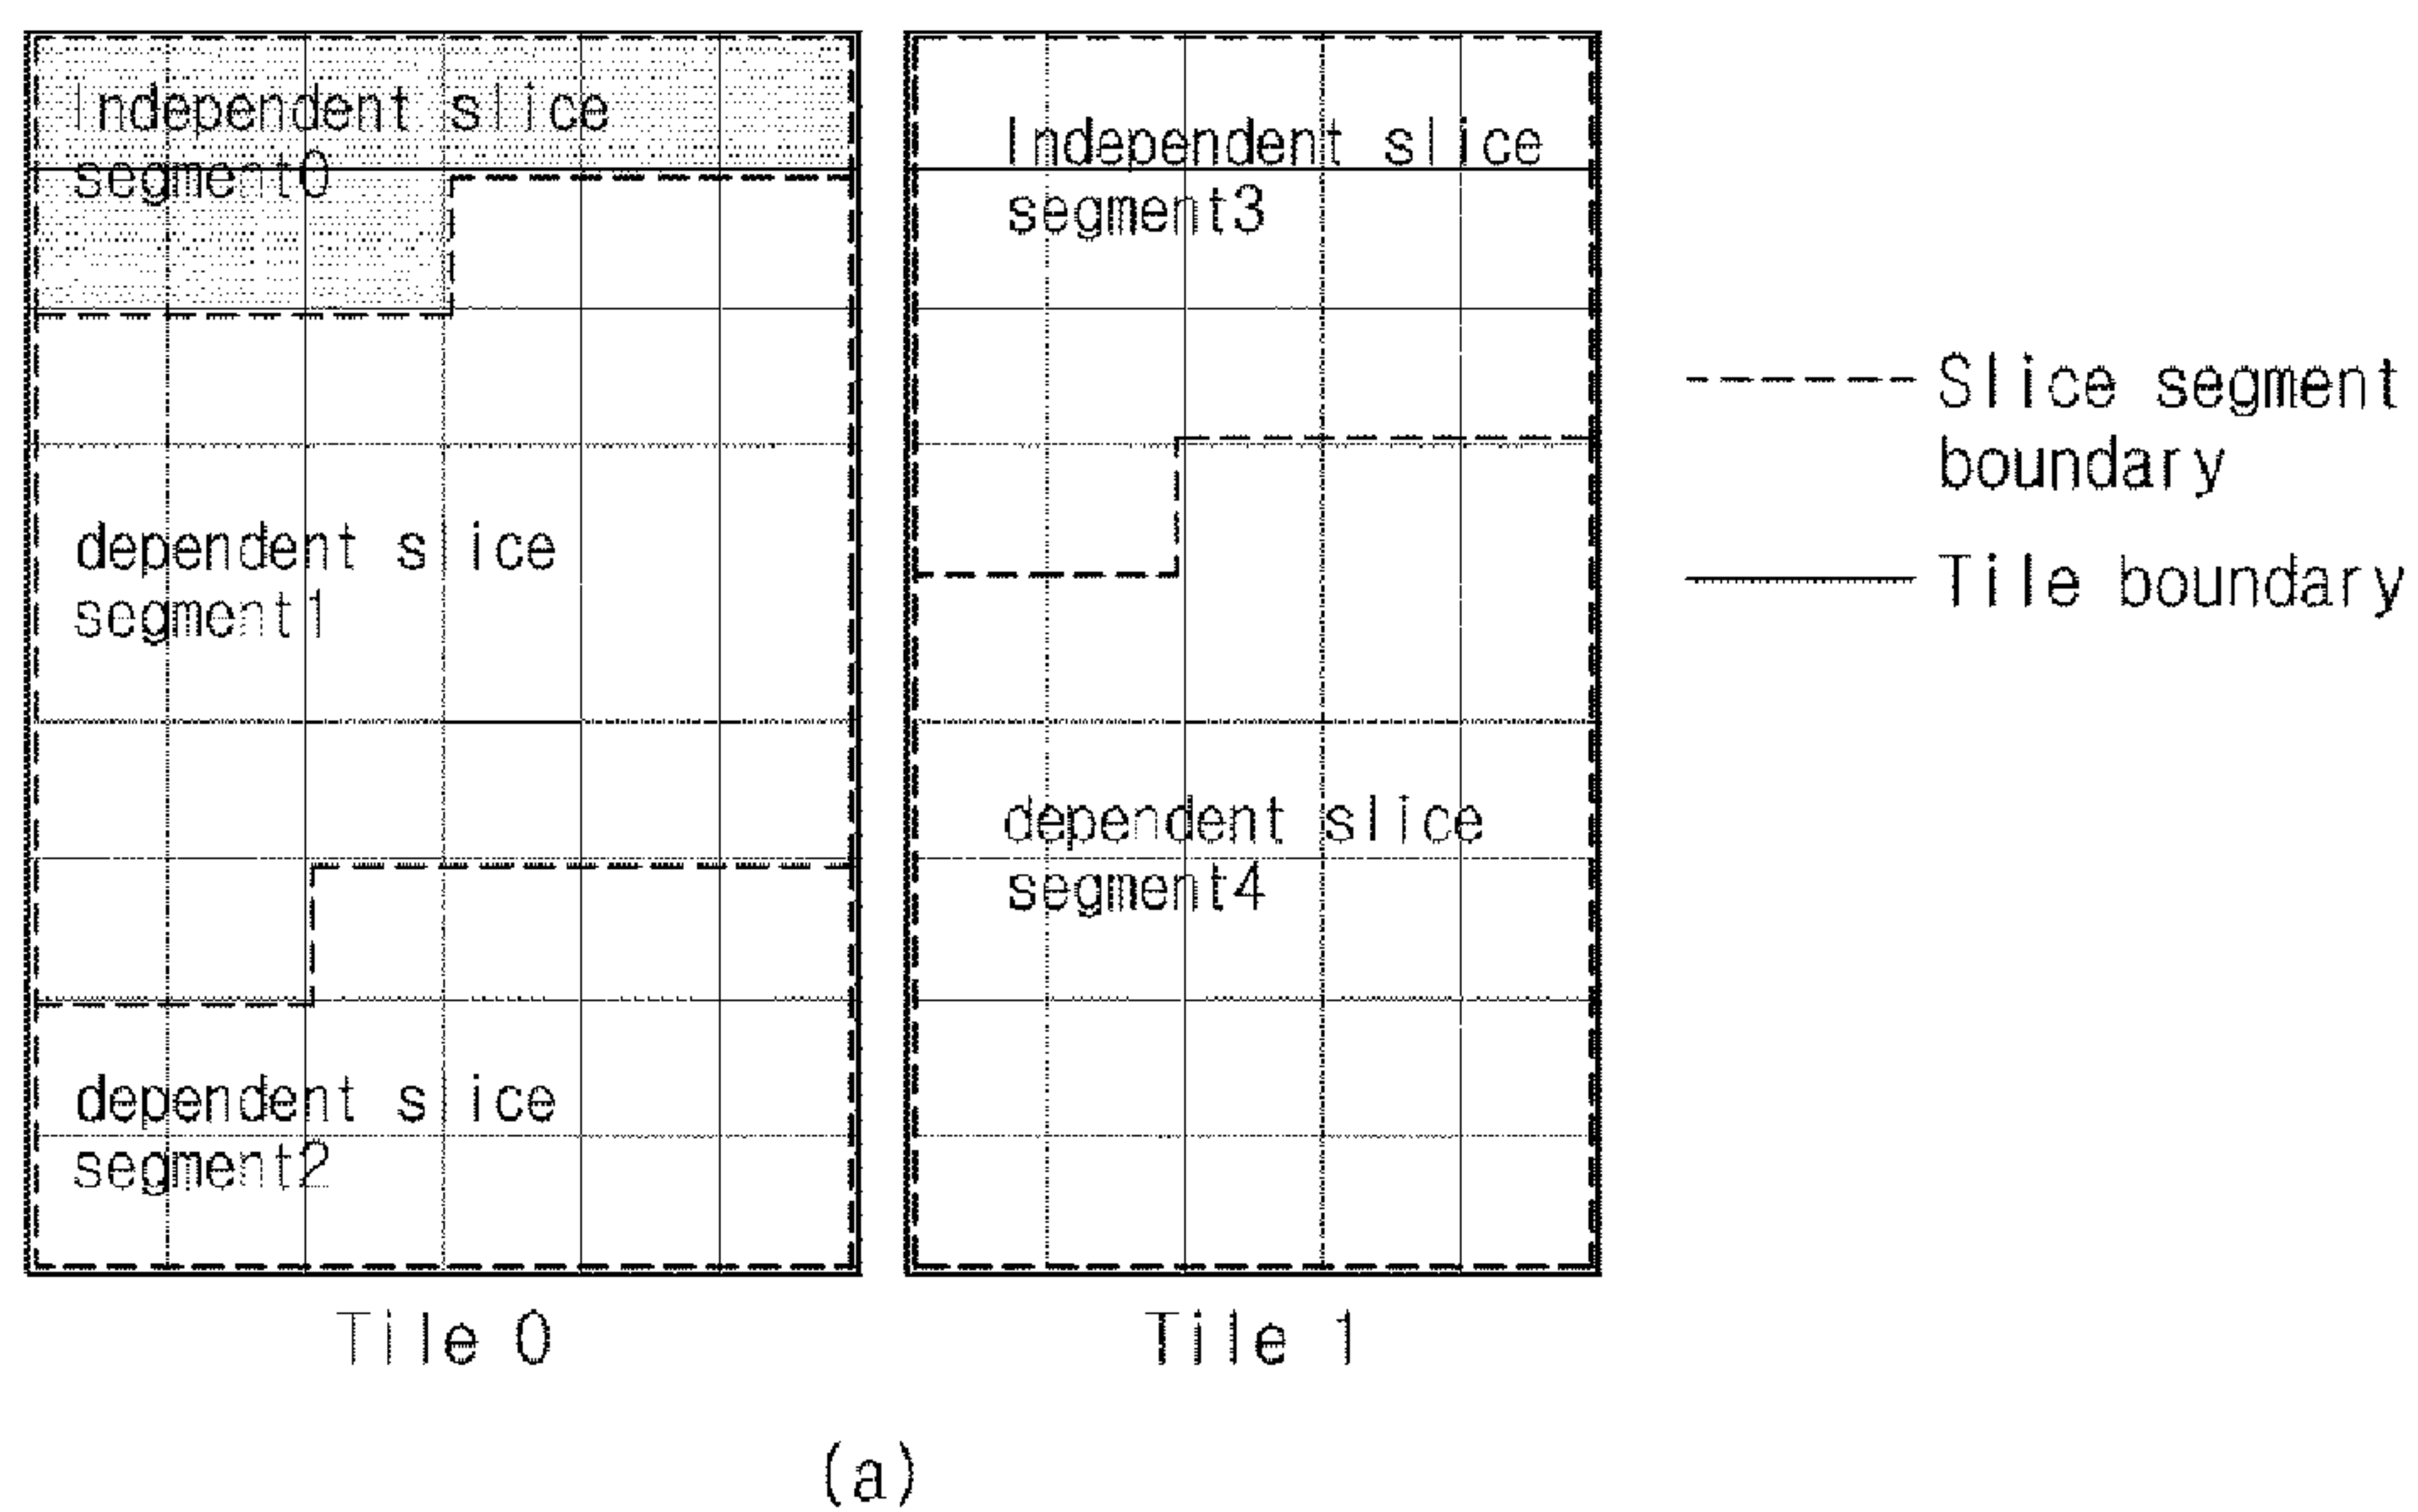 Independent slice
segment0
dependent slice
segment1
dependent slice
segment2
Tile 0
Independent slice
segment3
dependent slice
segment4
Tile 1
Slice segment
boundary
Tile boundary
(a)